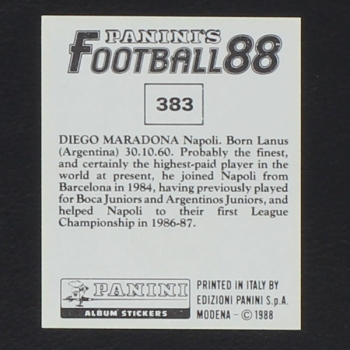 PANINI'S
FOOTBALL 88
383
DIEGO MARADONA Napoli. Born Lanus
(Argentina) 30.10.60. Probably the finest,
and certainly the highest-paid player in the
world at present, he joined Napoli from
Barcelona in 1984, having previously played
for Boca Juniors and Argentinos Juniors, and
helped Napoli to their first League
Championship in 1986-87.
PANINI
ALBUM STICKERS
PRINTED IN ITALY BY
EDIZIONI PANINI S.p.A.
MODENA - © 1988